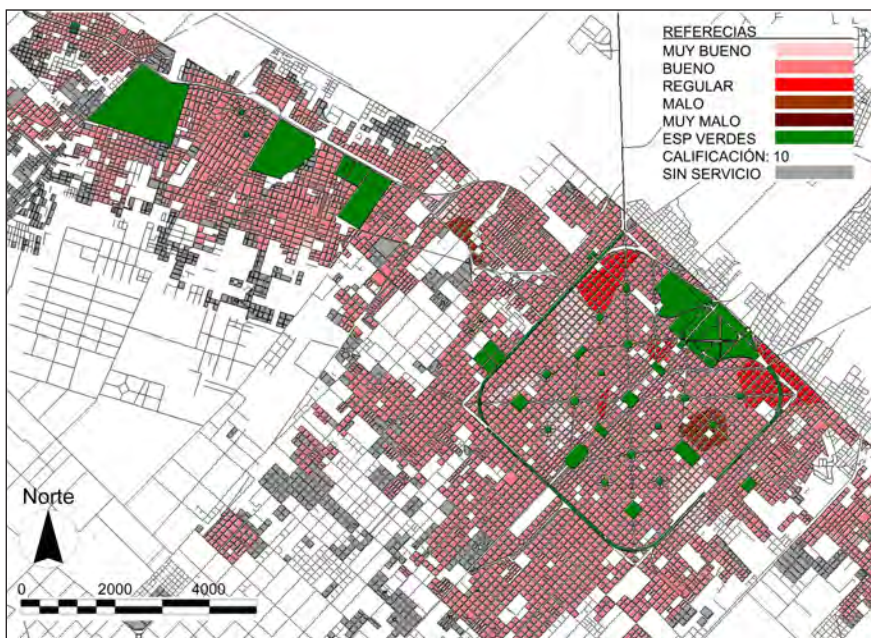 REFERECIAS
MUY BUENO
BUENO
REGULAR
MALO
MUY MALO
ESP VERDES
CALIFICACIÓN: 10
SIN SERVICIO
Norte
0 2000 4000